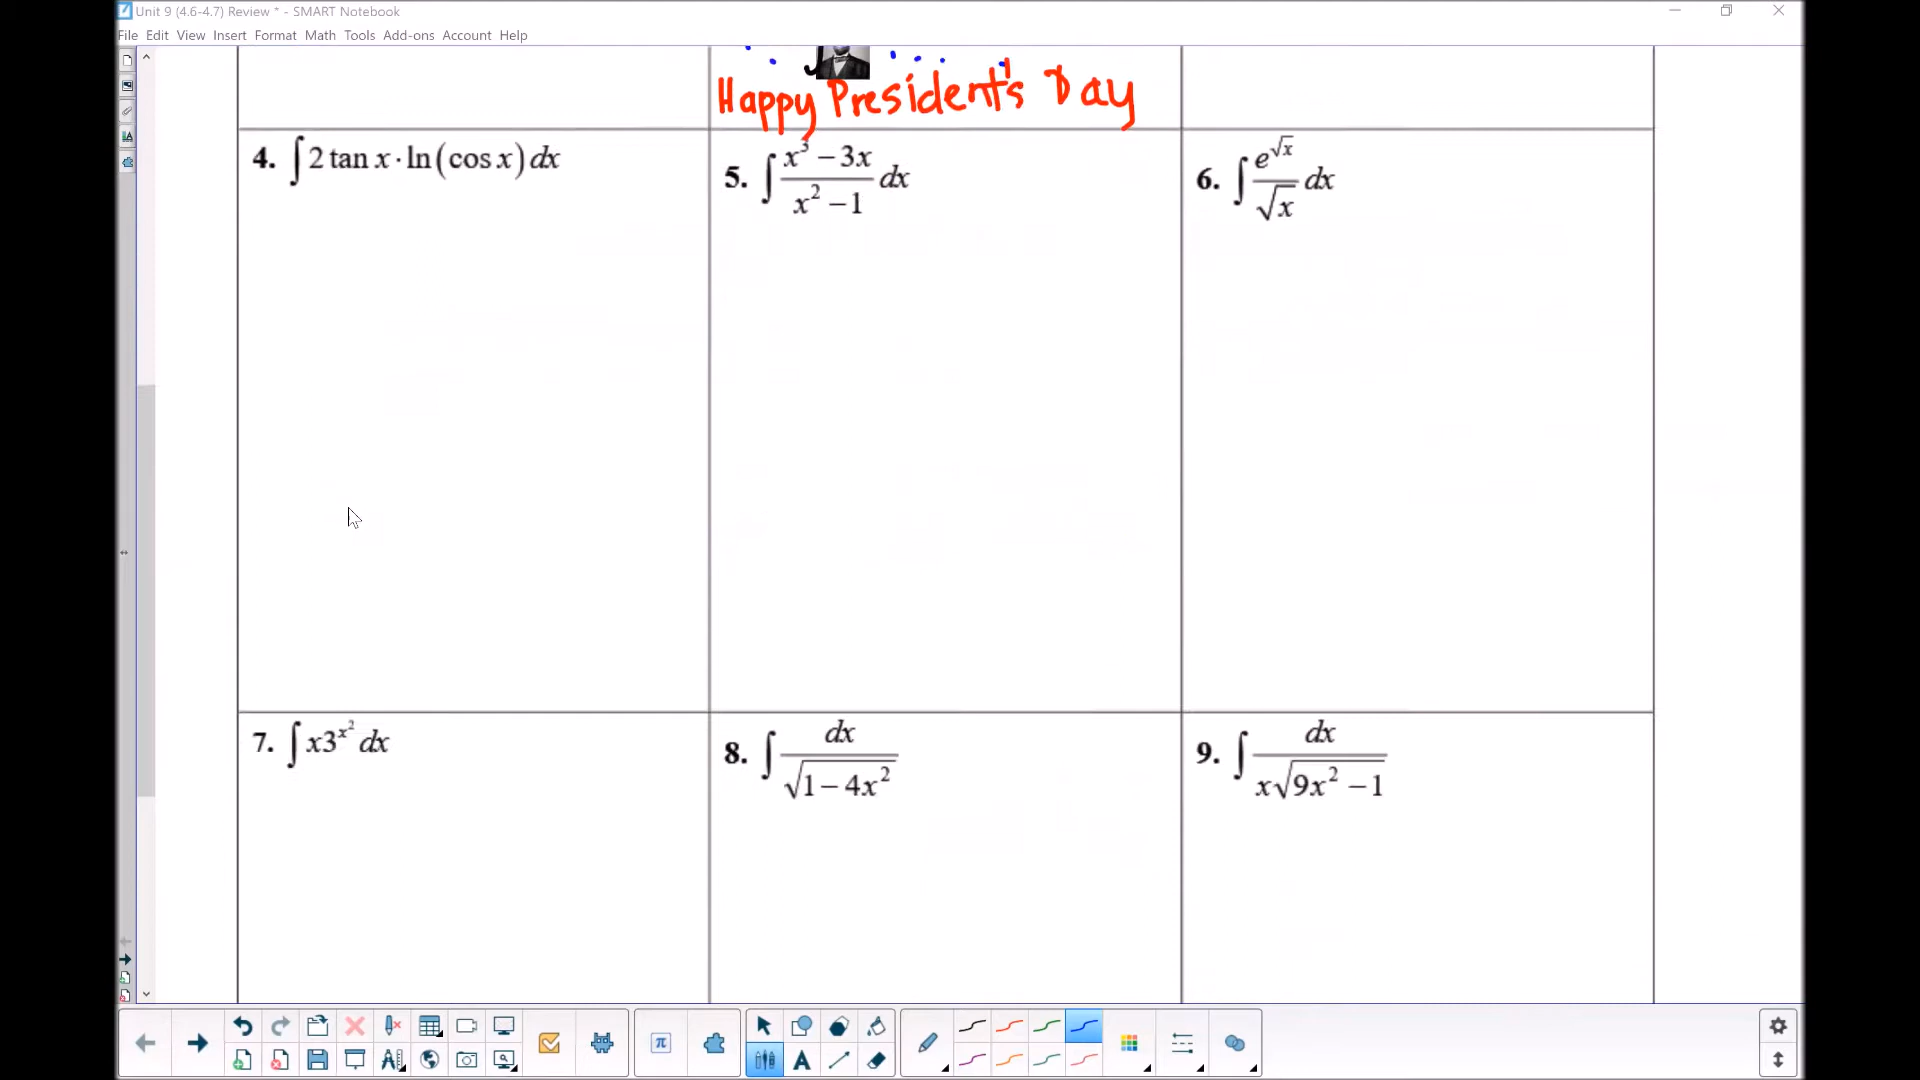 Unit 9 (4.6-4.7) Review * - SMART Notebook
File Edit View Insert Format Math Tools Add-ons Account Help
Happy President's Day
4. ∫ 2 tan x · ln(cos x) dx
5. ∫ (x³ − 3x)/(x² − 1) dx
6. ∫ e^√x/√x dx
7. ∫ x3^x² dx
8. ∫ dx/√(1 − 4x²)
9. ∫ dx/(x√(9x² − 1))
π
A